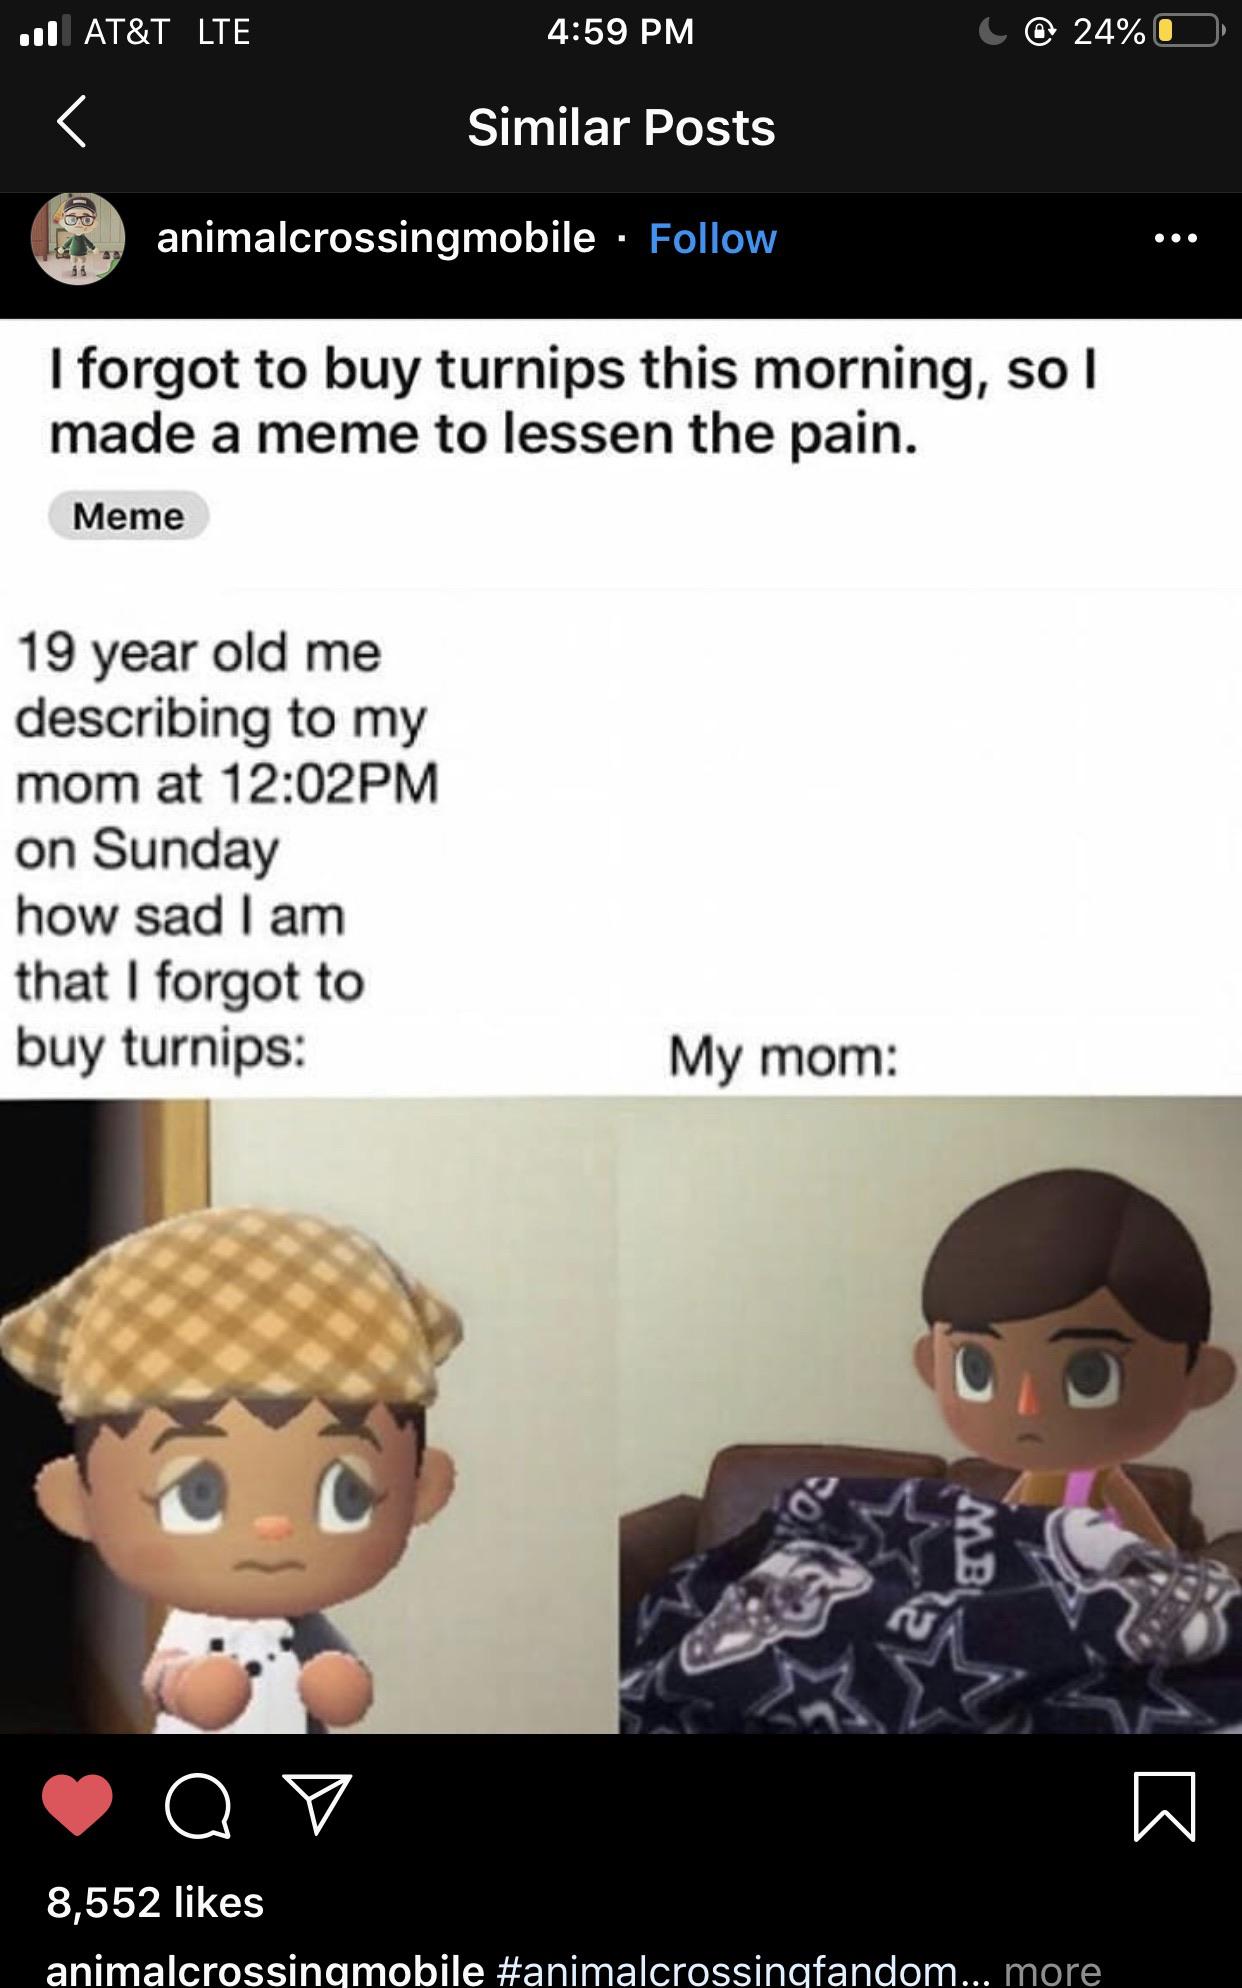 AT&T LTE 4:59 PM 24%
Similar Posts
animalcrossingmobile · Follow
I forgot to buy turnips this morning, so I
made a meme to lessen the pain.
Meme
19 year old me
describing to my
mom at 12:02PM
on Sunday
how sad I am
that I forgot to
buy turnips:
My mom:
8,552 likes
animalcrossingmobile #animalcrossingfandom... more